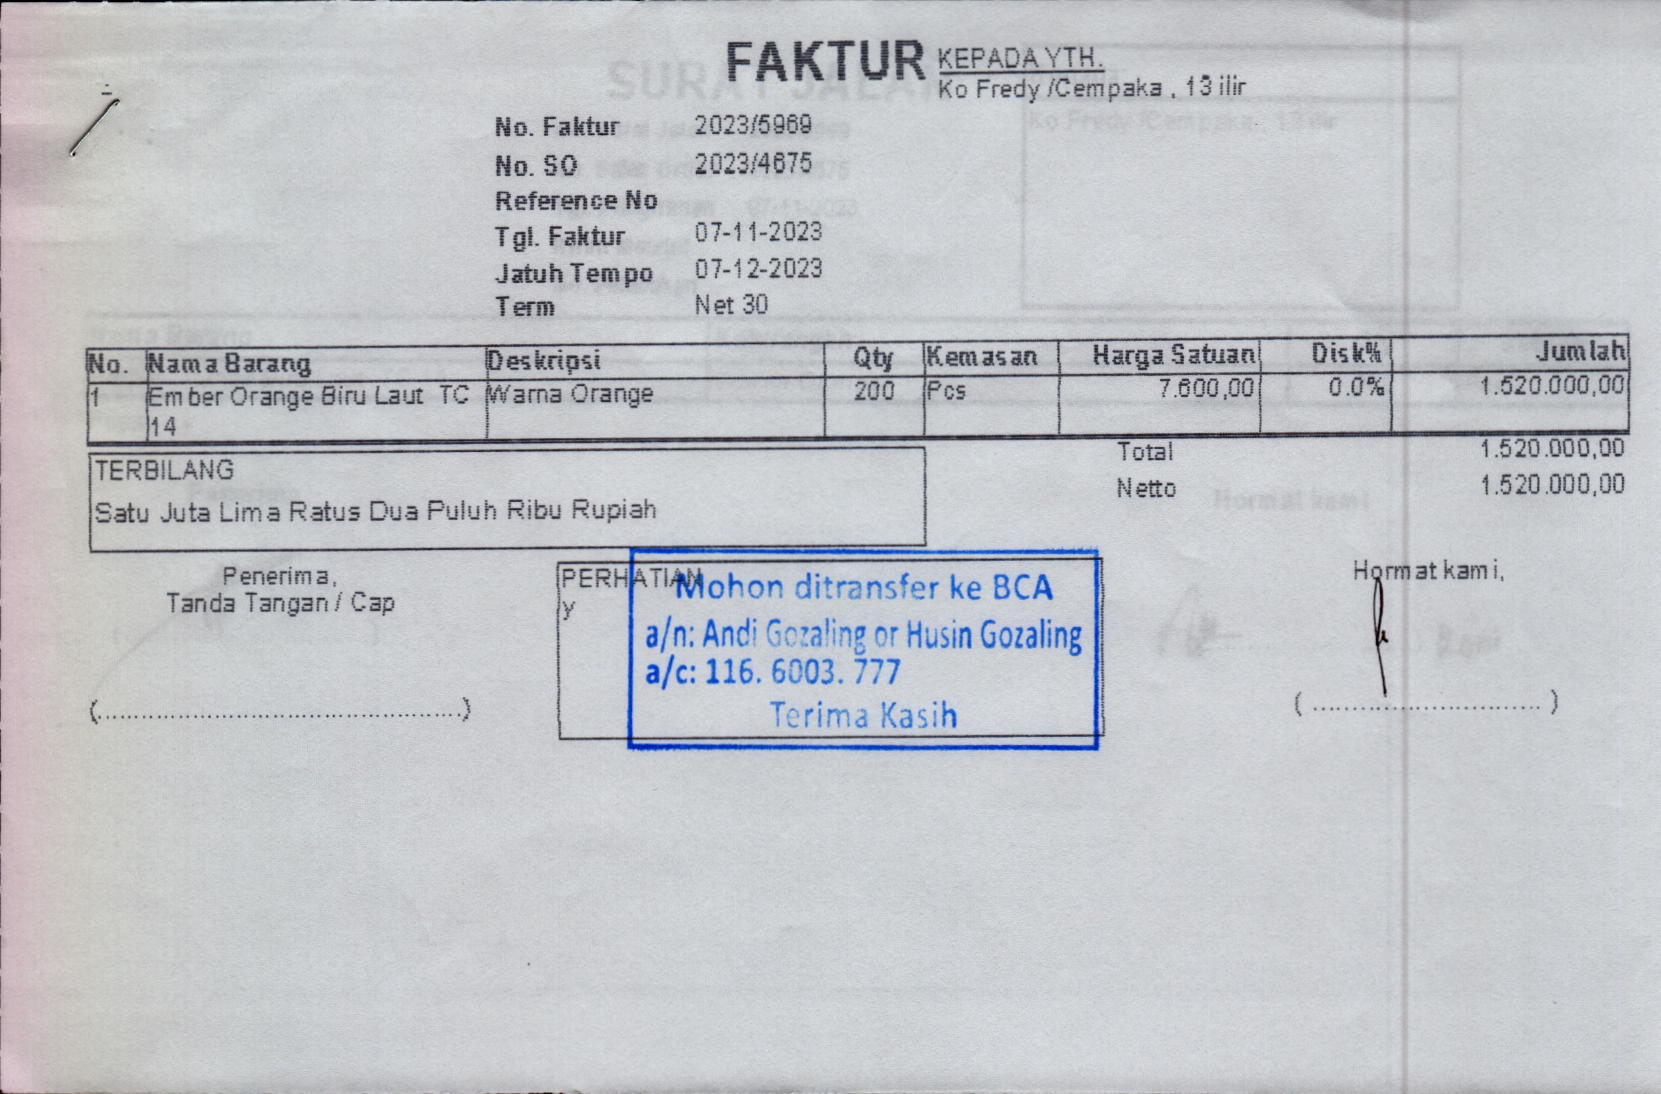 FAKTUR
KEPADA YTH.
Ko Fredy /Cempaka , 13 ilir
No. Faktur 2023/5969
No. SO 2023/4675
Reference No
Tgl. Faktur 07-11-2023
Jatuh Tempo 07-12-2023
Term Net 30
No. Nama Barang Deskripsi Qty Kemasan Harga Satuan Disk% Jumlah
1 Ember Orange Biru Laut TC Warna Orange 200 Pcs 7.600,00 0.0% 1.520.000,00
14
Total 1.520.000,00
Netto 1.520.000,00
TERBILANG
Satu Juta Lima Ratus Dua Puluh Ribu Rupiah
Penerima,
Tanda Tangan / Cap
(................................................)
PERHATIAN
y
Mohon ditransfer ke BCA
a/n: Andi Gozaling or Husin Gozaling
a/c: 116. 6003. 777
Terima Kasih
Hormat kami,
( .............................. )